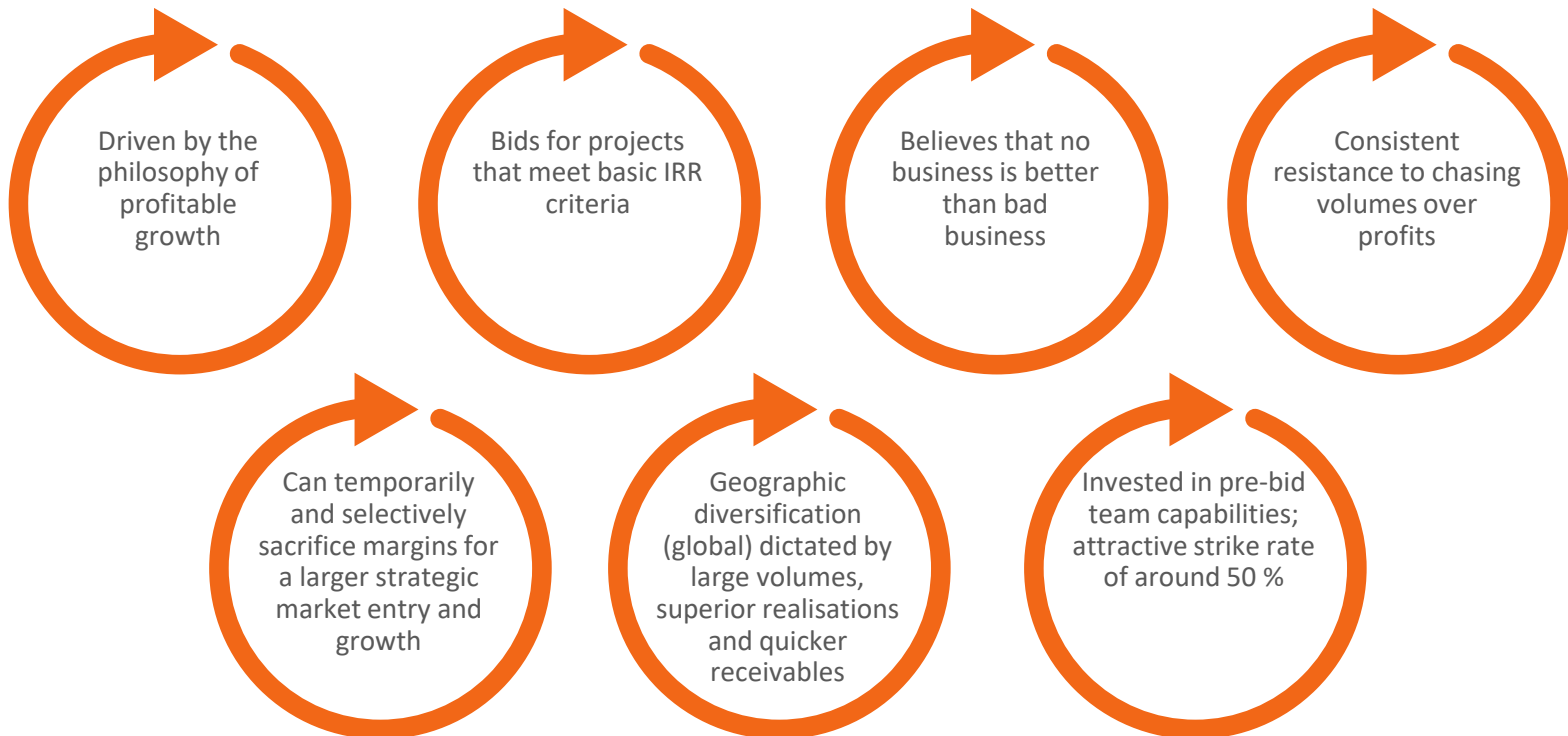 Driven by the
philosophy of
profitable
growth
Bids for projects
that meet basic IRR
criteria
Believes that no
business is better
than bad
business
Consistent
resistance to chasing
volumes over
profits
Can temporarily
and selectively
sacrifice margins for
a larger strategic
market entry and
growth
Geographic
diversification
(global) dictated by
large volumes,
superior realisations
and quicker
receivables
Invested in pre-bid
team capabilities;
attractive strike rate
of around 50 %